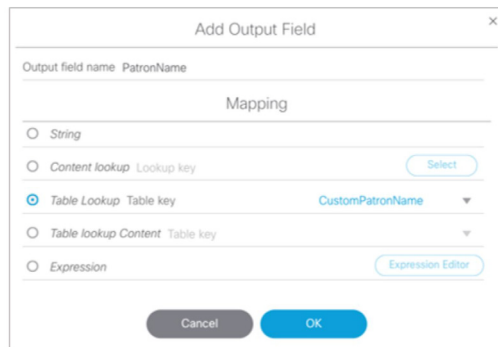 Add Output Field
Output field name PatronName
Mapping
String
Content lookup Lookup key Select
Table Lookup Table key CustomPatronName
Table lookup Content Table key
Expression Expression Editor
Cancel OK